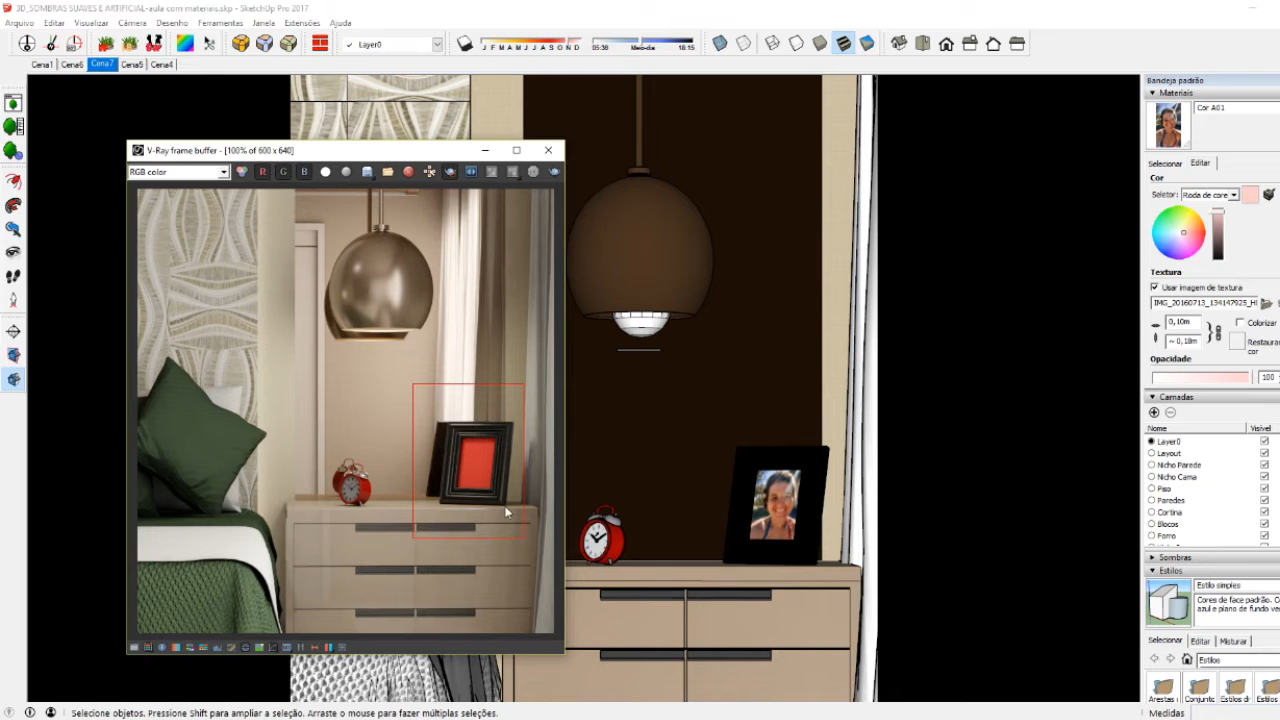 3D_SOMBRAS SUAVES E ARTIFICIAL-aula com materiais.skp - SketchUp Pro 2017
Arquivo Editar Visualizar Câmera Desenho Ferramentas Janela Extensões Ajuda
Layer0
J F M A M J J A S O N D
05:38 Meio-dia 18:15
Cena1 Cena6 Cena7 Cena5 Cena4
Bandeja padrão
Materiais
Cor A01
V-Ray frame buffer - [100% of 600 x 640]
RGB color
R G B
Selecionar Editar
Cor
Seletor: Roda de core
Textura
Usar imagem de textura
IMG_20160713_134147925_HI
0,10m
Colorizar
~ 0,18m
Restaurar
cor
Opacidade
100
Camadas
Nome Visível
Layer0
Layout
Nicho Parede
Nicho Cama
Piso
Paredes
Cortina
Blocos
Forro
Sombras
Estilos
Estilo simples
Cores de face padrão. C
azul e plano de fundo ve
Selecionar Editar Misturar
Estilos
Arestas Conjunto Estilos d Estilos
Selecione objetos. Pressione Shift para ampliar a seleção. Arraste o mouse para fazer múltiplas seleções.
Medidas